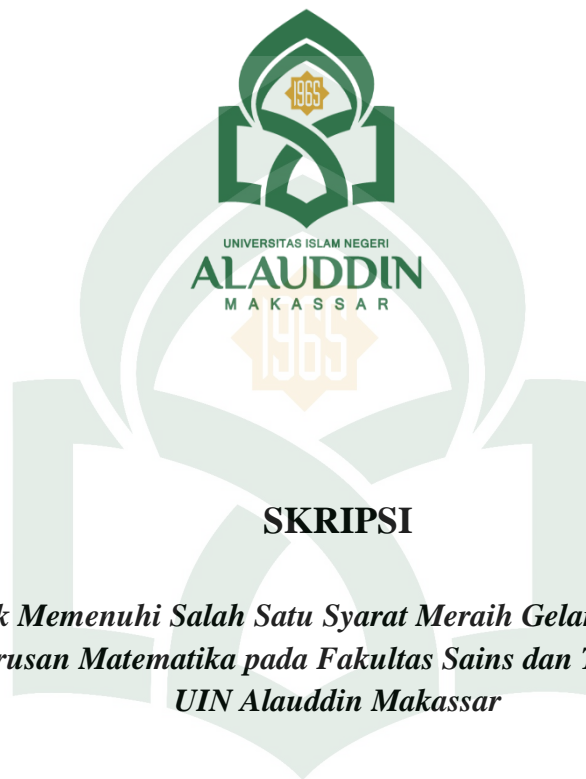 1965
UNIVERSITAS ISLAM NEGERI
ALAUDDIN
MAKASSAR
1965
SKRIPSI
Memenuhi Salah Satu Syarat Meraih
Matematika pada Fakultas Sains dan
UIN Alauddin Makassar